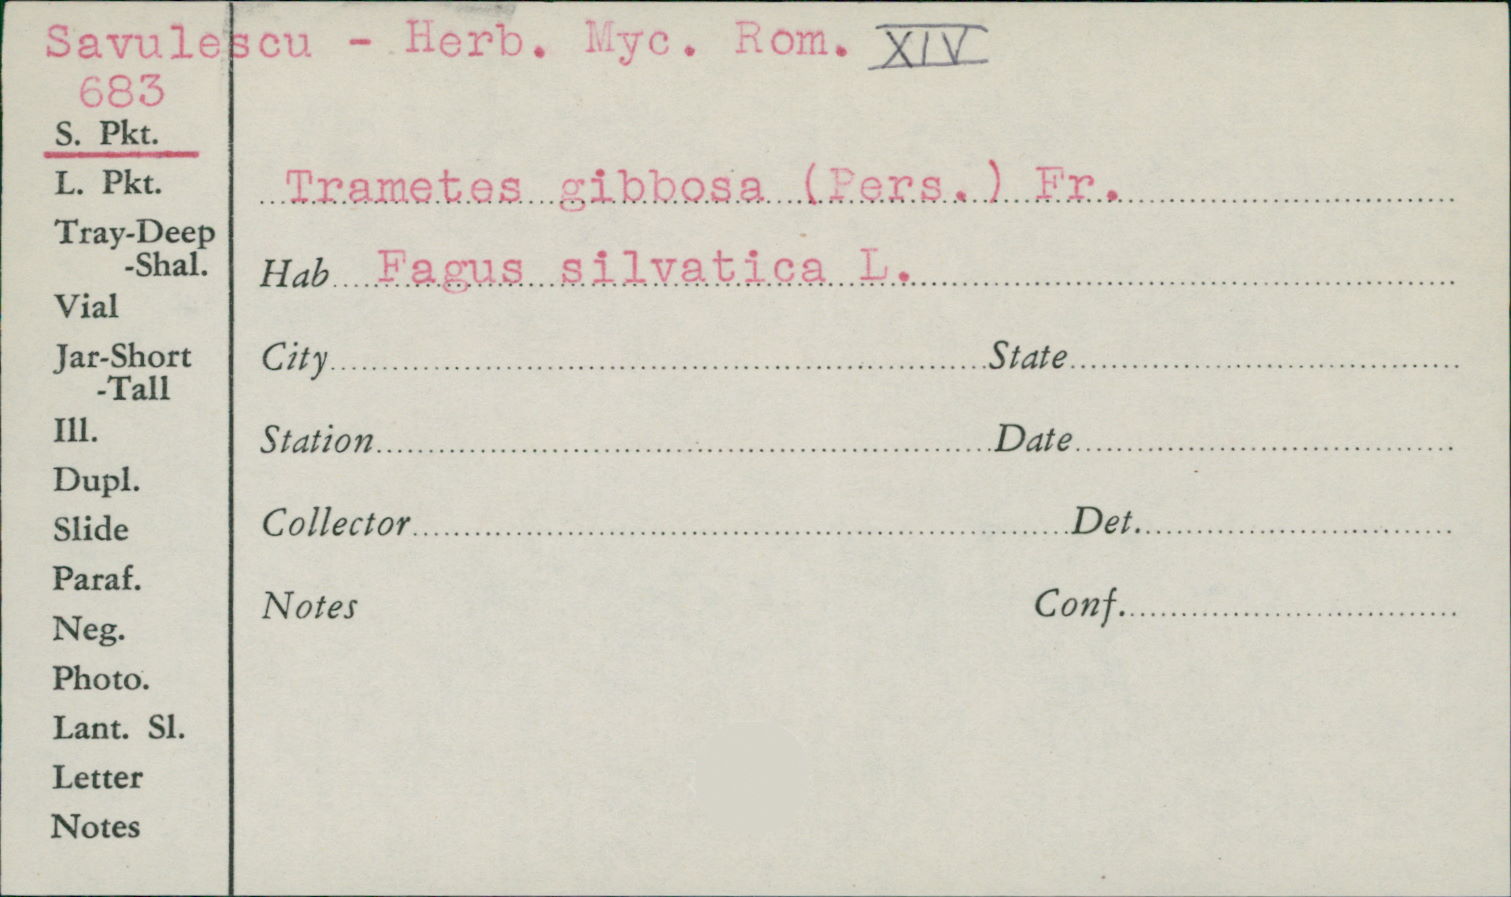 Savulescu - Herb. Myc. Rom. XIV
683
S. Pkt.
L. Pkt.
Tray-Deep
-Shal.
Vial
Jar-Short
-Tall
Ill.
Dupl.
Slide
Paraf.
Neg.
Photo.
Lant. Sl.
Letter
Notes
Trametes gibbosa (Pers.) Fr.
Hab Fagus silvatica L.
City State
Station Date
Collector Det.
Notes Conf.